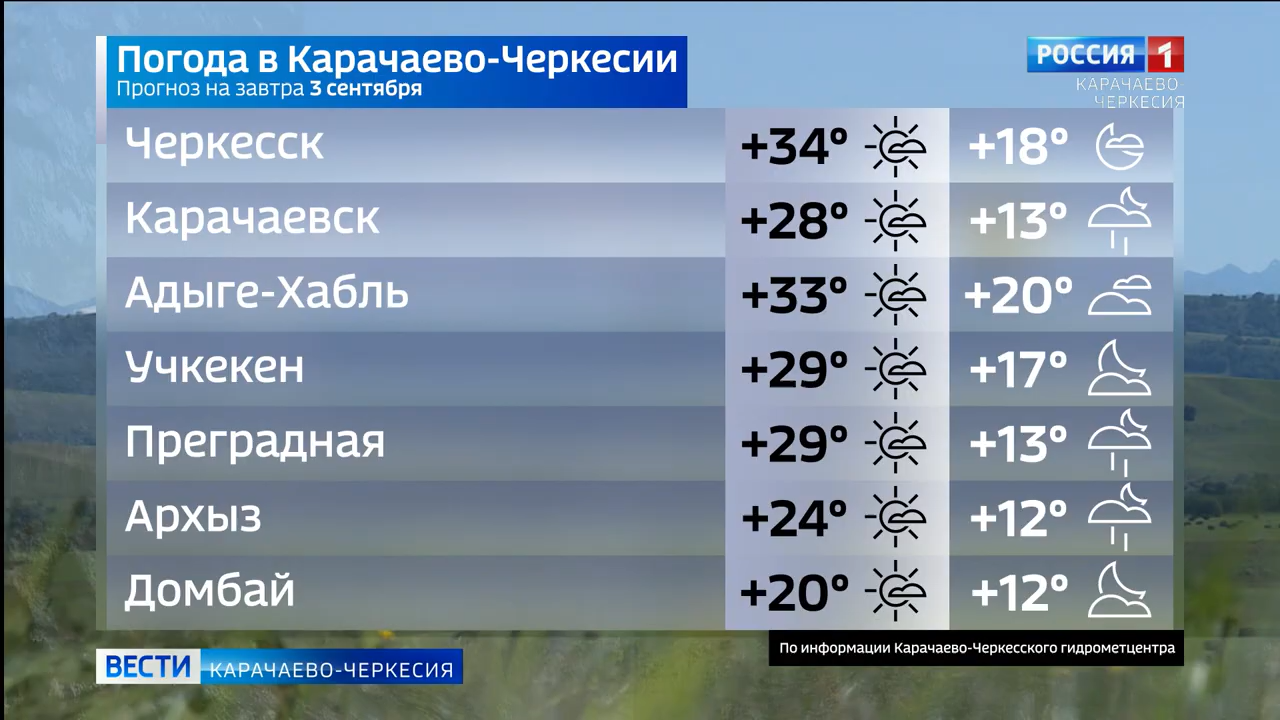 Погода в Карачаево-Черкесии
Прогноз на завтра 3 сентября
РОССИЯ 1
КАРАЧАЕВО-
ЧЕРКЕСИЯ
Черкесск +34° +18°
Карачаевск +28° +13°
Адыге-Хабль +33° +20°
Учкекен +29° +17°
Преградная +29° +13°
Архыз +24° +12°
Домбай +20° +12°
По информации Карачаево-Черкесского гидрометцентра
ВЕСТИ КАРАЧАЕВО-ЧЕРКЕСИЯ